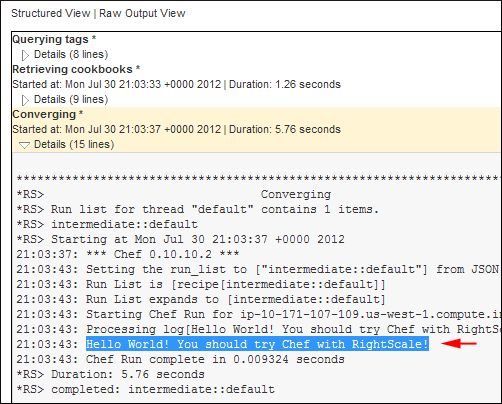 Structured View | Raw Output View
Querying tags *
Details (8 lines)
Retrieving cookbooks *
Started at: Mon Jul 30 21:03:33 +0000 2012 | Duration: 1.26 seconds
Details (9 lines)
Converging *
Started at: Mon Jul 30 21:03:37 +0000 2012 | Duration: 5.76 seconds
Details (15 lines)
********************************************************************************
*RS> Converging
*RS> Run list for thread "default" contains 1 items.
*RS> intermediate::default
*RS> Starting at Mon Jul 30 21:03:37 +0000 2012
21:03:37: *** Chef 0.10.10.2 ***
21:03:43: Setting the run_list to ["intermediate::default"] from JSON
21:03:43: Run List is [recipe[intermediate::default]]
21:03:43: Run List expands to [intermediate::default]
21:03:43: Starting Chef Run for ip-10-171-107-109.us-west-1.compute.in
21:03:43: Processing log[Hello World! You should try Chef with RightSc
21:03:43: Hello World! You should try Chef with RightScale!
21:03:43: Chef Run complete in 0.009324 seconds
*RS> Duration: 5.76 seconds
*RS> completed: intermediate::default